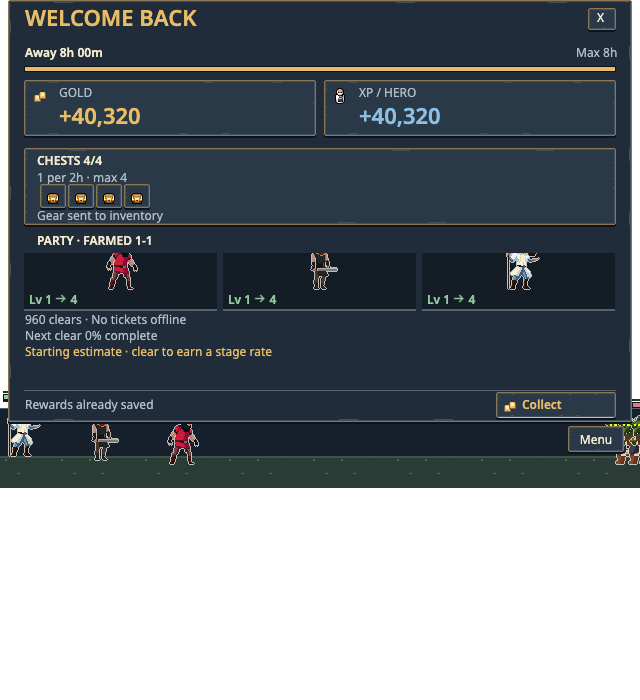 WELCOME BACK
X
Away 8h 00m
Max 8h
GOLD
+40,320
XP / HERO
+40,320
CHESTS 4/4
1 per 2h · max 4
Gear sent to inventory
PARTY · FARMED 1-1
Lv 1 → 4
Lv 1 → 4
Lv 1 → 4
960 clears · No tickets offline
Next clear 0% complete
Starting estimate · clear to earn a stage rate
Rewards already saved
Collect
Menu